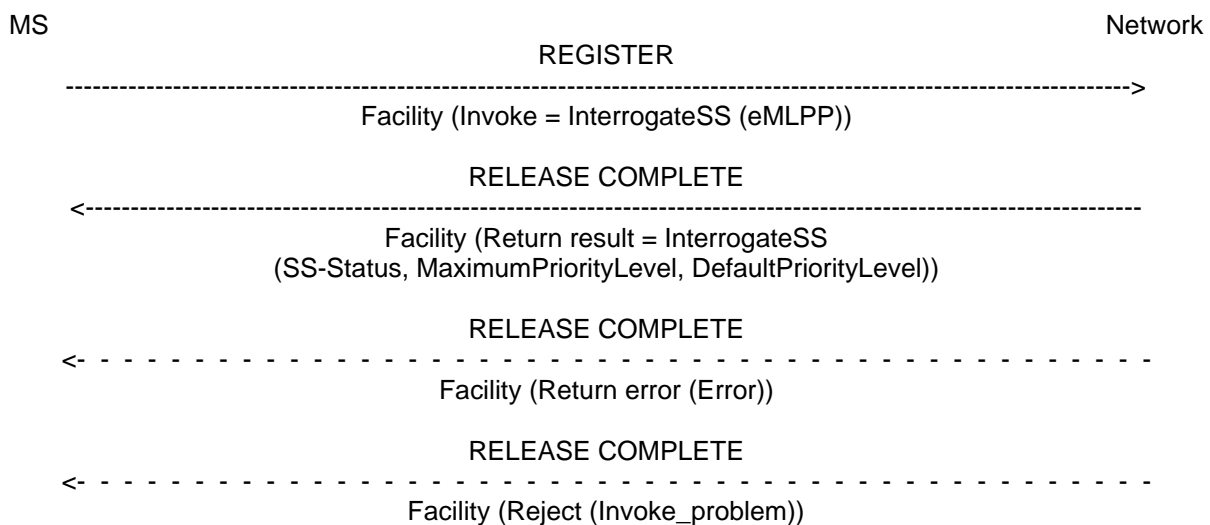 MS Network
REGISTER
Facility (Invoke = InterrogateSS (eMLPP))
RELEASE COMPLETE
Facility (Return result = InterrogateSS
(SS-Status, MaximumPriorityLevel, DefaultPriorityLevel))
RELEASE COMPLETE
Facility (Return error (Error))
RELEASE COMPLETE
Facility (Reject (Invoke_problem))